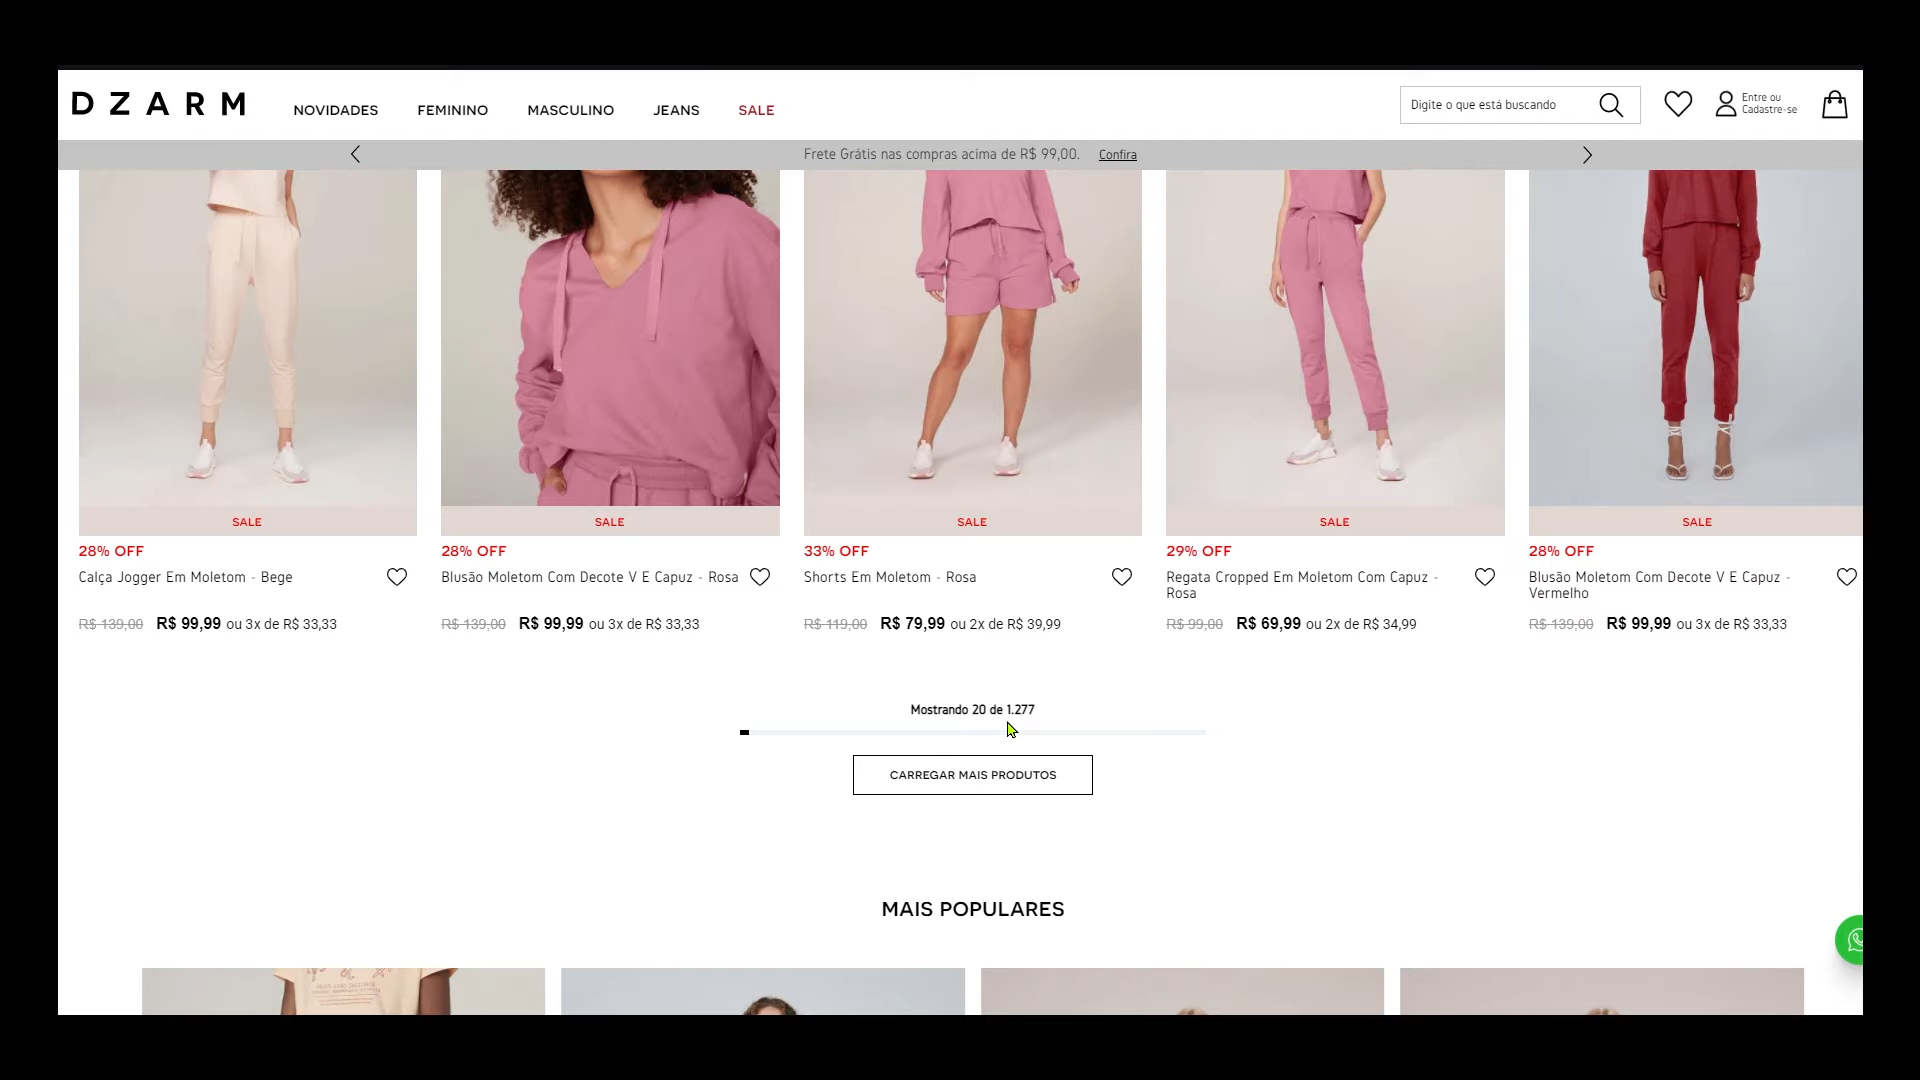 DZARM
NOVIDADES
FEMININO
MASCULINO
JEANS
SALE
Digite o que está buscando
Entre ou
Cadastre-se
Frete Grátis nas compras acima de R$ 99,00. Confira
SALE
SALE
SALE
SALE
SALE
28% OFF
Calça Jogger Em Moletom - Bege
R$ 139,00 R$ 99,99 ou 3x de R$ 33,33
28% OFF
Blusão Moletom Com Decote V E Capuz - Rosa
R$ 139,00 R$ 99,99 ou 3x de R$ 33,33
33% OFF
Shorts Em Moletom - Rosa
R$ 119,00 R$ 79,99 ou 2x de R$ 39,99
29% OFF
Regata Cropped Em Moletom Com Capuz -
Rosa
R$ 99,00 R$ 69,99 ou 2x de R$ 34,99
28% OFF
Blusão Moletom Com Decote V E Capuz -
Vermelho
R$ 139,00 R$ 99,99 ou 3x de R$ 33,33
Mostrando 20 de 1.277
CARREGAR MAIS PRODUTOS
MAIS POPULARES